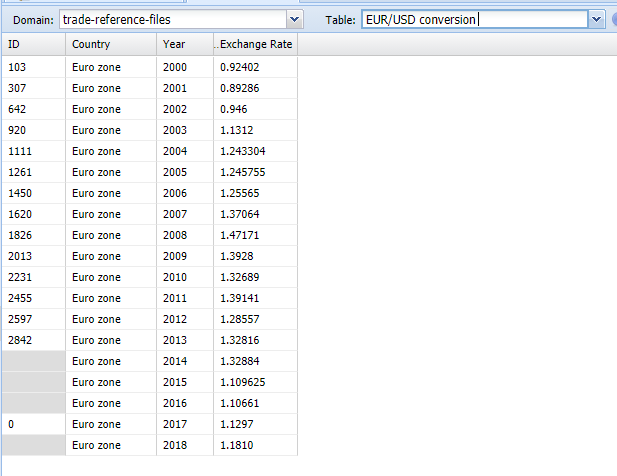 Domain: trade-reference-files Table: EUR/USD conversion
ID Country Year ..Exchange Rate
103 Euro zone 2000 0.92402
307 Euro zone 2001 0.89286
642 Euro zone 2002 0.946
920 Euro zone 2003 1.1312
1111 Euro zone 2004 1.243304
1261 Euro zone 2005 1.245755
1450 Euro zone 2006 1.25565
1620 Euro zone 2007 1.37064
1826 Euro zone 2008 1.47171
2013 Euro zone 2009 1.3928
2231 Euro zone 2010 1.32689
2455 Euro zone 2011 1.39141
2597 Euro zone 2012 1.28557
2842 Euro zone 2013 1.32816
Euro zone 2014 1.32884
Euro zone 2015 1.109625
Euro zone 2016 1.10661
0 Euro zone 2017 1.1297
Euro zone 2018 1.1810